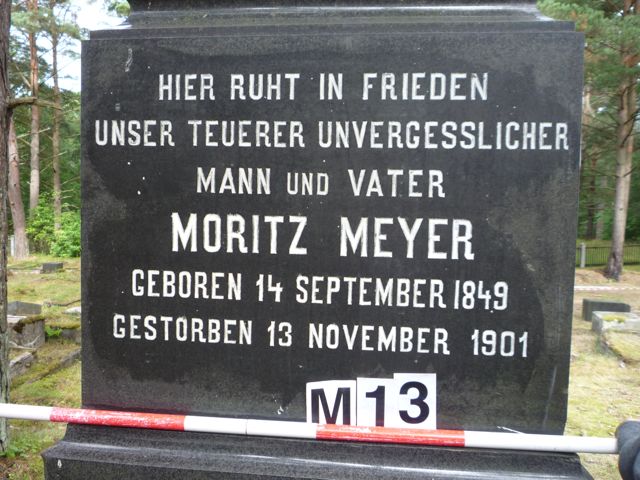 HIER RUHT IN FRIEDEN
UNSER TEUERER UNVERGESSLICHER
MANN UND VATER
MORITZ MEYER
GEBOREN 14 SEPTEMBER 1849
GESTORBEN 13 NOVEMBER 1901
M 13